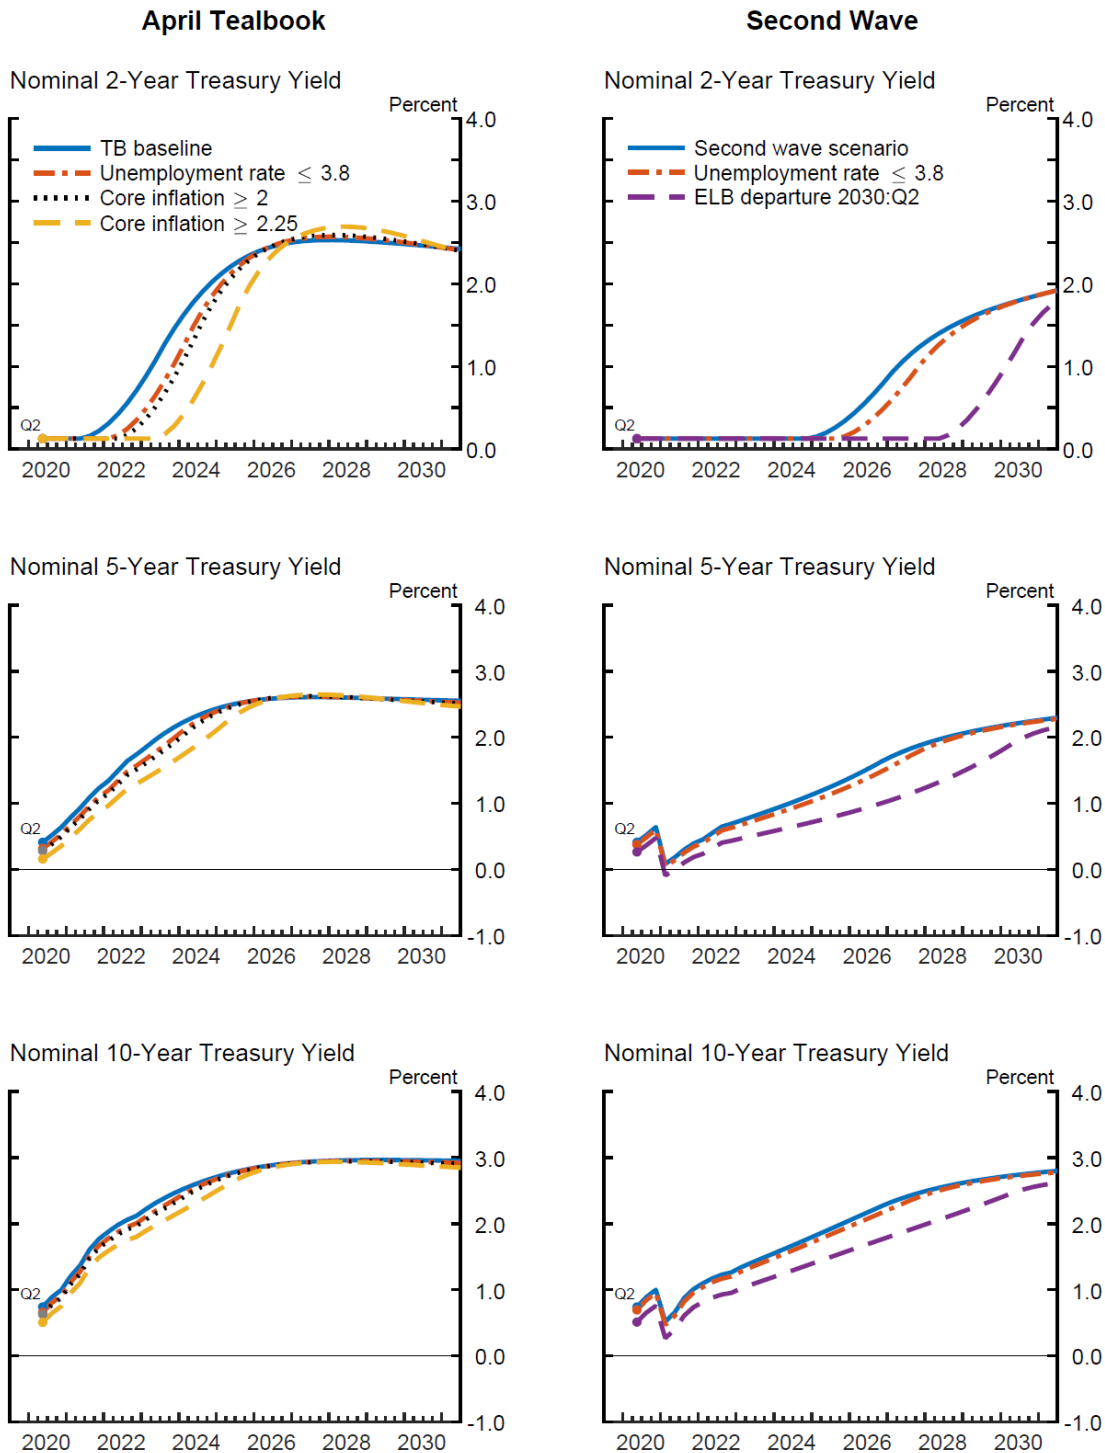 April Tealbook
Second Wave
Nominal 2-Year Treasury Yield
Percent
4.0
3.0
2.0
1.0
0.0
TB baseline
Unemployment rate ≤ 3.8
Core inflation ≥ 2
Core inflation ≥ 2.25
Q2
2020 2022 2024 2026 2028 2030
Nominal 2-Year Treasury Yield
Percent
4.0
3.0
2.0
1.0
0.0
Second wave scenario
Unemployment rate ≤ 3.8
ELB departure 2030:Q2
Q2
2020 2022 2024 2026 2028 2030
Nominal 5-Year Treasury Yield
Percent
4.0
3.0
2.0
1.0
0.0
-1.0
Q2
2020 2022 2024 2026 2028 2030
Nominal 5-Year Treasury Yield
Percent
4.0
3.0
2.0
1.0
0.0
-1.0
Q2
2020 2022 2024 2026 2028 2030
Nominal 10-Year Treasury Yield
Percent
4.0
3.0
2.0
1.0
0.0
-1.0
Q2
2020 2022 2024 2026 2028 2030
Nominal 10-Year Treasury Yield
Percent
4.0
3.0
2.0
1.0
0.0
-1.0
Q2
2020 2022 2024 2026 2028 2030